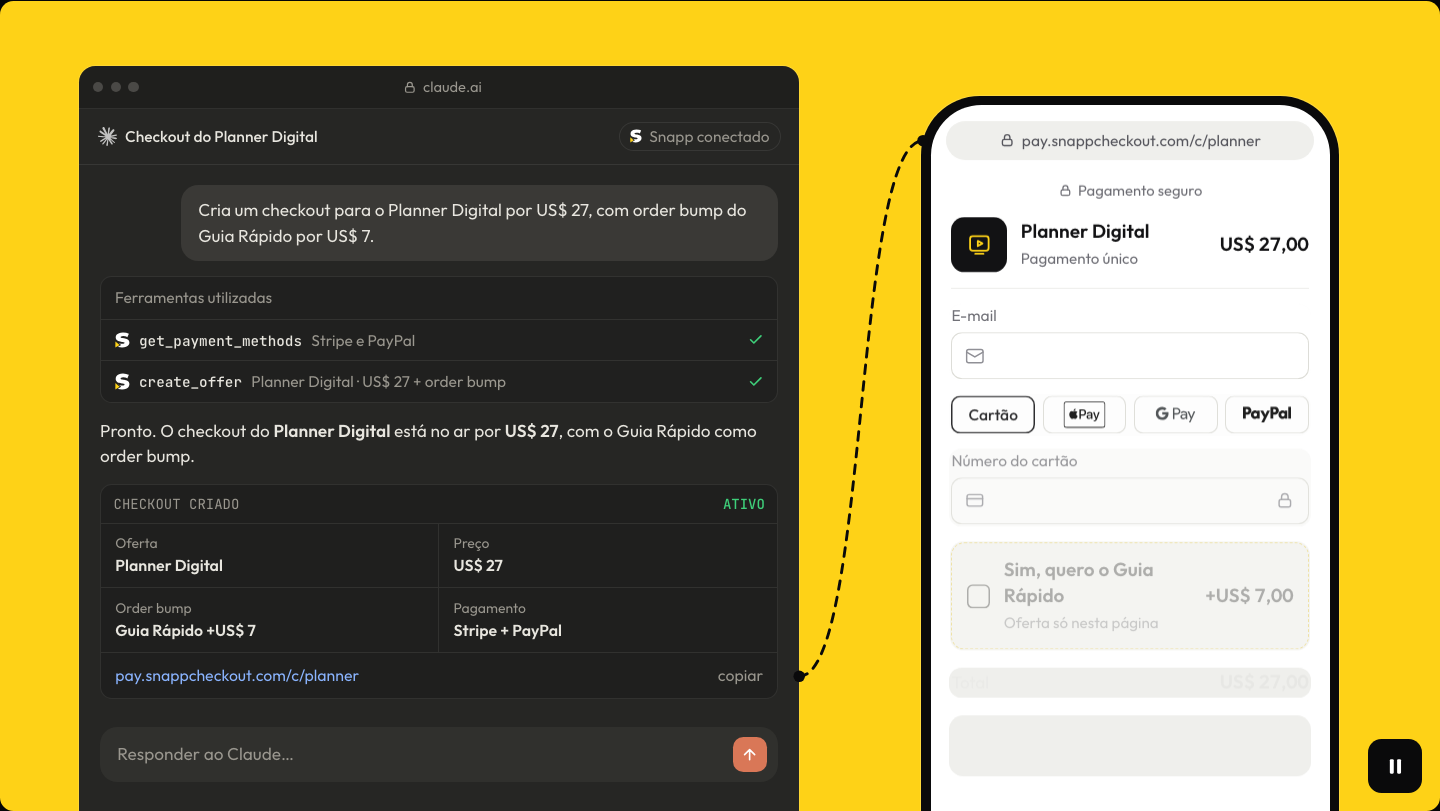 claude.ai
Checkout do Planner Digital
Snapp conectado
Cria um checkout para o Planner Digital por US$ 27, com order bump do
Guia Rápido por US$ 7.
Ferramentas utilizadas
get_payment_methods Stripe e PayPal
create_offer Planner Digital · US$ 27 + order bump
Pronto. O checkout do Planner Digital está no ar por US$ 27, com o Guia Rápido como
order bump.
CHECKOUT CRIADO
ATIVO
Oferta
Planner Digital
Preço
US$ 27
Order bump
Guia Rápido +US$ 7
Pagamento
Stripe + PayPal
pay.snappcheckout.com/c/planner
copiar
Responder ao Claude…
pay.snappcheckout.com/c/planner
Pagamento seguro
Planner Digital
Pagamento único
US$ 27,00
E-mail
Cartão
Pay
G Pay
PayPal
Número do cartão
Sim, quero o Guia
Rápido
+US$ 7,00
Oferta só nesta página
Total
US$ 27,00